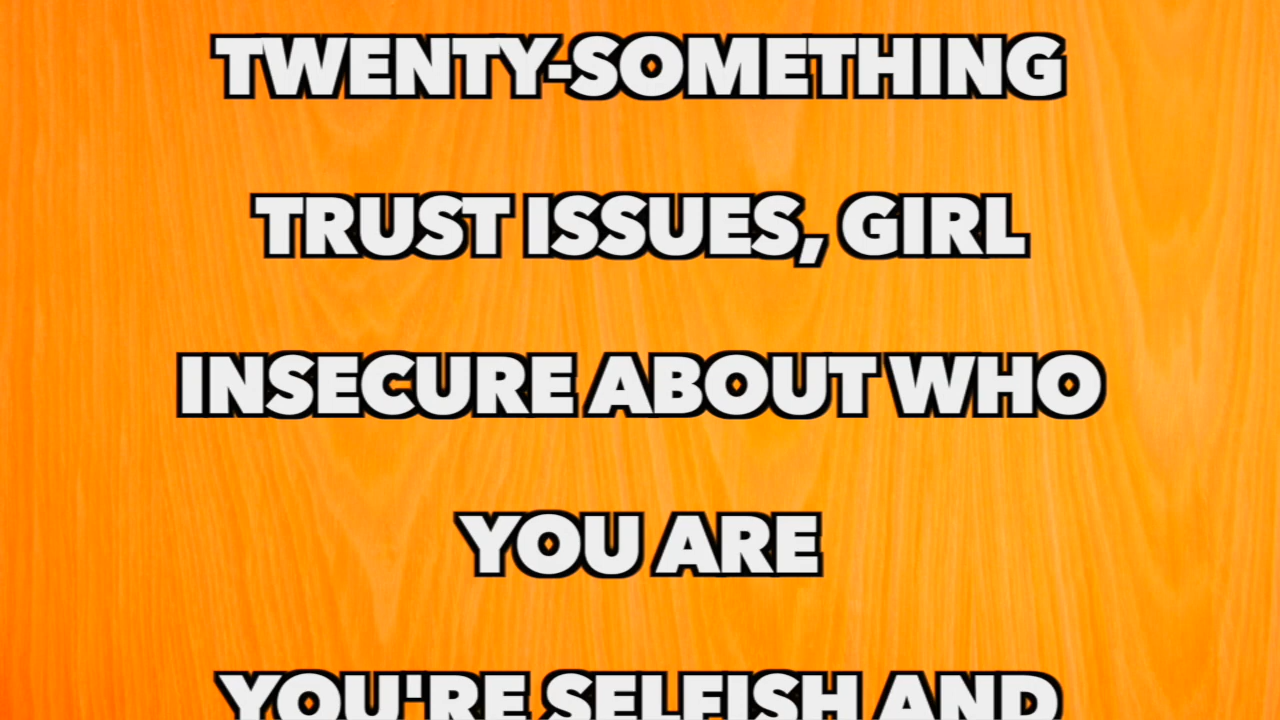 TWENTY-SOMETHING
TRUST ISSUES, GIRL
INSECURE ABOUT WHO
YOU ARE
YOU'RE SELFISH AND